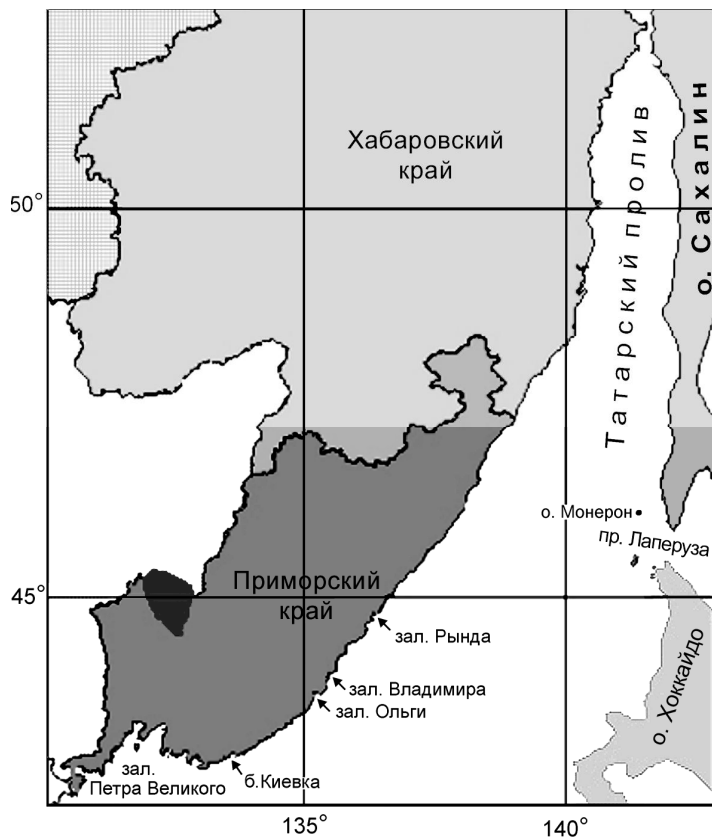 Хабровский
край
Татарский пролив
о. Сахалин
50°
о. Монерон
пр. Лаперуза
45°
Приморский
край
зал. Рында
зал. Владимира
зал. Ольги
о. Хоккайдо
зал.
Петра Великого
б.Киевка
135°
140°